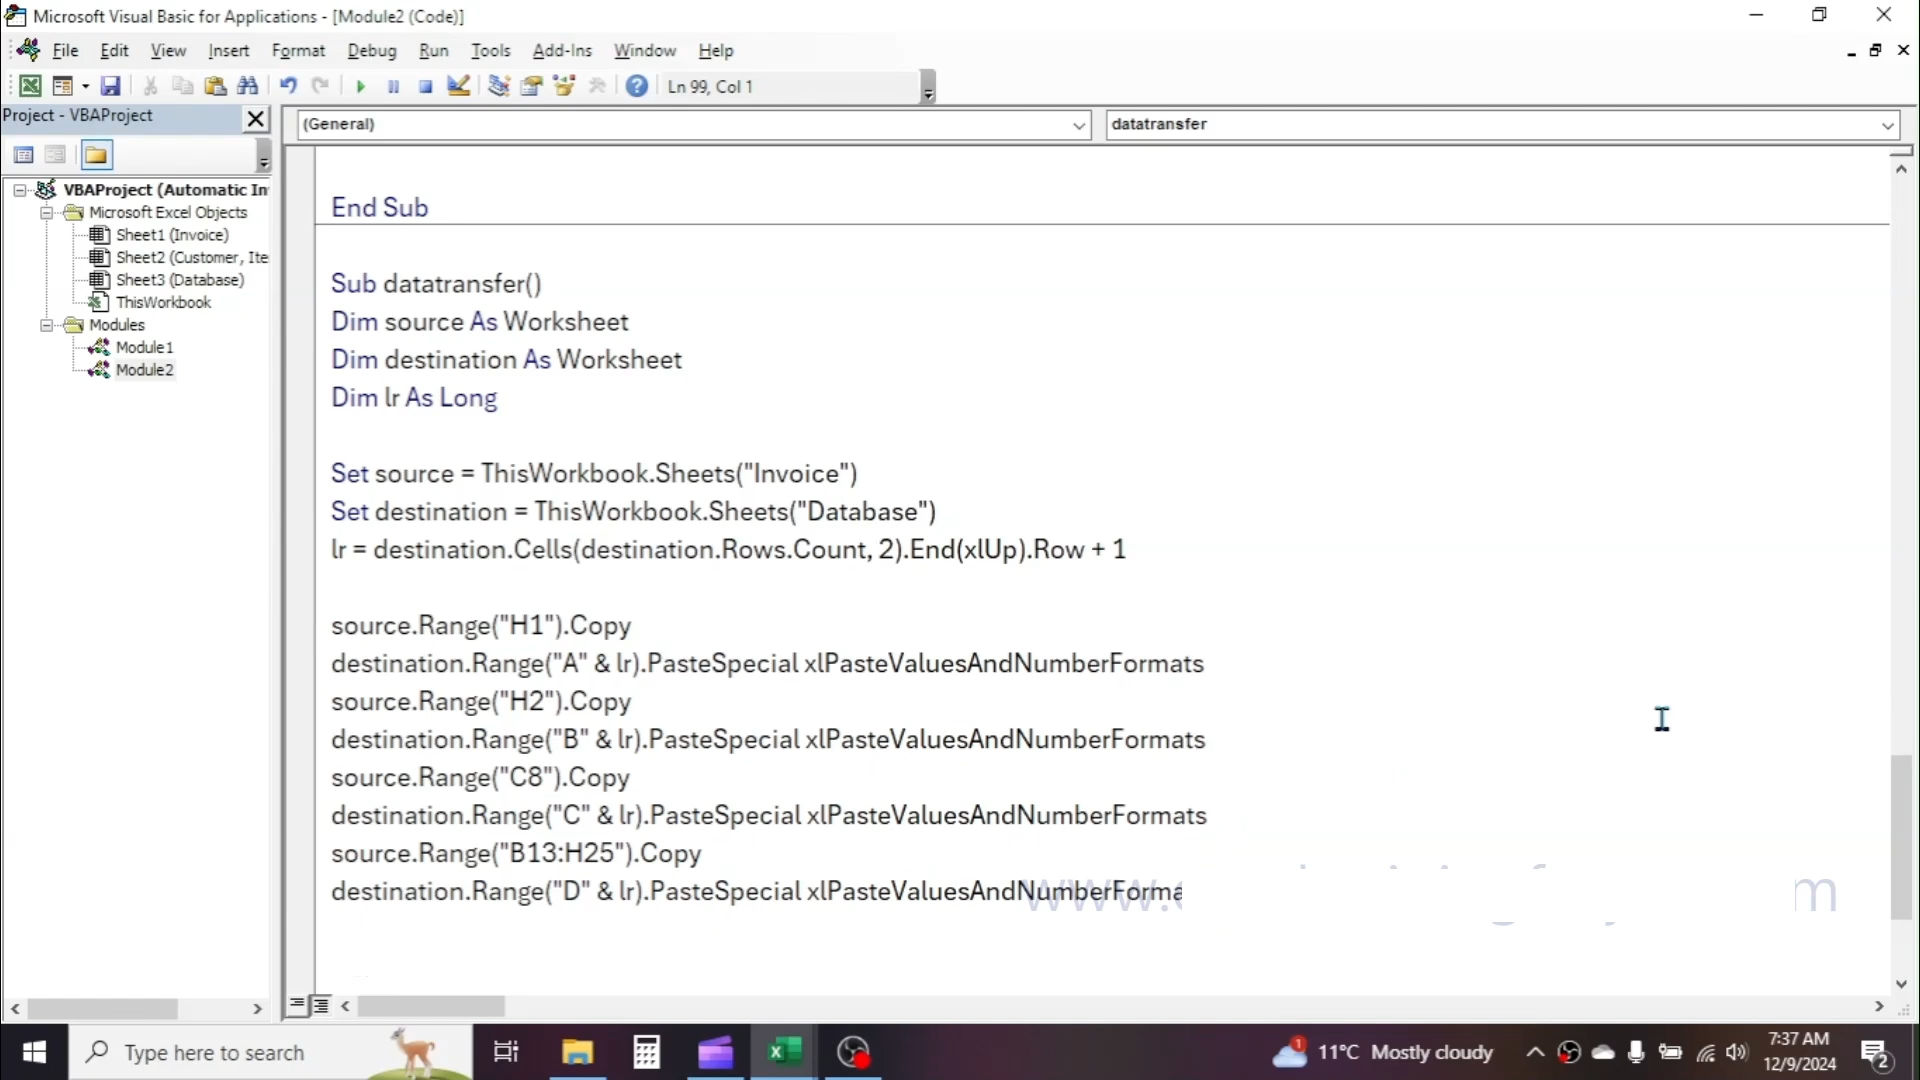 Microsoft Visual Basic for Applications - [Module2 (Code)]
File Edit View Insert Format Debug Run Tools Add-Ins Window Help
Ln 99, Col 1
Project - VBAProject
(General)
datatransfer
VBAProject (Automatic In
Microsoft Excel Objects
Sheet1 (Invoice)
Sheet2 (Customer, Ite
Sheet3 (Database)
ThisWorkbook
Modules
Module1
Module2
End Sub
Sub datatransfer()
Dim source As Worksheet
Dim destination As Worksheet
Dim lr As Long
Set source = ThisWorkbook.Sheets("Invoice")
Set destination = ThisWorkbook.Sheets("Database")
lr = destination.Cells(destination.Rows.Count, 2).End(xlUp).Row + 1
source.Range("H1").Copy
destination.Range("A" & lr).PasteSpecial xlPasteValuesAndNumberFormats
source.Range("H2").Copy
destination.Range("B" & lr).PasteSpecial xlPasteValuesAndNumberFormats
source.Range("C8").Copy
destination.Range("C" & lr).PasteSpecial xlPasteValuesAndNumberFormats
source.Range("B13:H25").Copy
destination.Range("D" & lr).PasteSpecial xlPasteValuesAndNumberForma
Type here to search
1
11°C Mostly cloudy
7:37 AM
12/9/2024
2